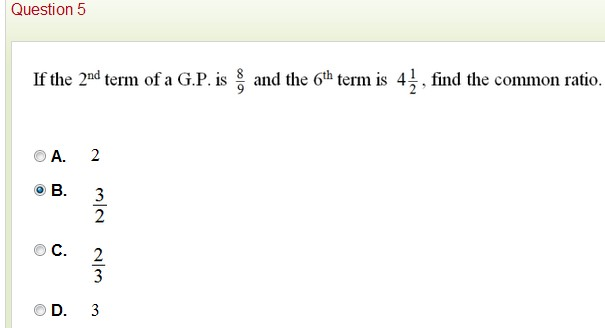 Question 5
If the 2nd term of a G.P. is 8/9 and the 6th term is 4 1/2, find the common ratio.
A. 2
B. 3/2
C. 2/3
D. 3